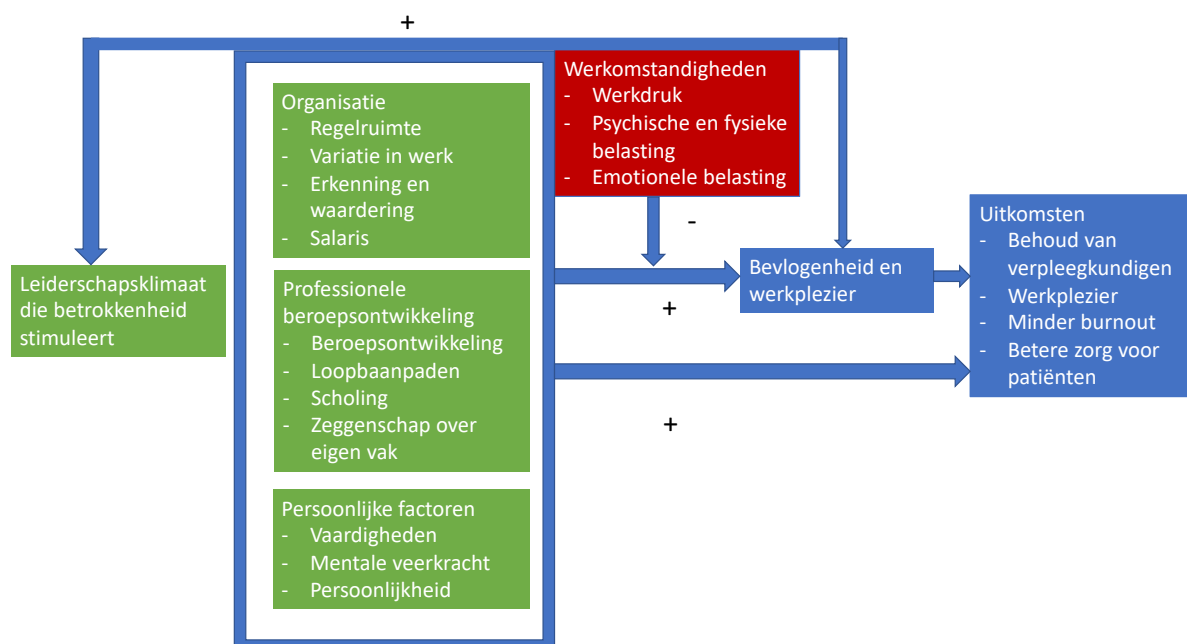 +
Leiderschapsklimaat
die betrokkenheid
stimuleert
Organisatie
- Regelruimte
- Variatie in werk
- Erkenning en
waardering
- Salaris
Professionele
beroepsontwikkeling
- Beroepsontwikkeling
- Loopbaanpaden
- Scholing
- Zeggenschap over
eigen vak
Persoonlijke factoren
- Vaardigheden
- Mentale veerkracht
- Persoonlijkheid
Werkomstandigheden
- Werkdruk
- Psychische en fysieke
belasting
- Emotionele belasting
-
+
+
Bevlogenheid en
werkplezier
Uitkomsten
- Behoud van
verpleegkundigen
- Werkplezier
- Minder burnout
- Betere zorg voor
patiënten